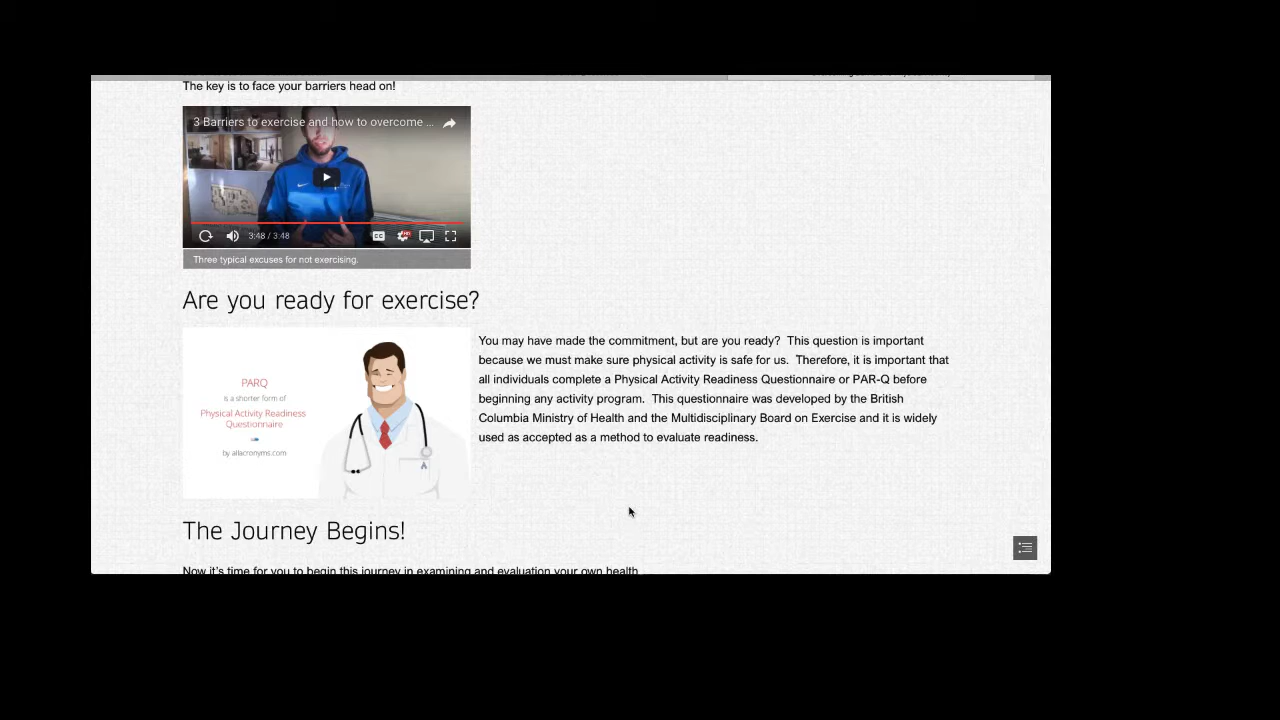 The key is to face your barriers head on!
3 Barriers to exercise and how to overcome ...
3:48 / 3:48
CC
Three typical excuses for not exercising.
Are you ready for exercise?
PARQ
is a shorter form of
Physical Activity Readiness
Questionnaire
by allacronyms.com
You may have made the commitment, but are you ready? This question is important
because we must make sure physical activity is safe for us. Therefore, it is important that
all individuals complete a Physical Activity Readiness Questionnaire or PAR-Q before
beginning any activity program. This questionnaire was developed by the British
Columbia Ministry of Health and the Multidisciplinary Board on Exercise and it is widely
used as accepted as a method to evaluate readiness.
The Journey Begins!
Now it's time for you to begin this journey in examining and evaluation your own health